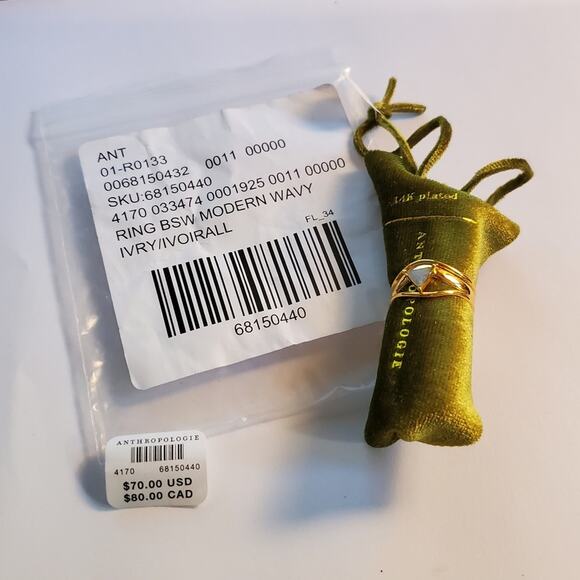 ANT
01-R0133
0068150432 0011 00000
SKU:68150440
4170 033474 0001925 0011 00000
RING BSW MODERN WAVY
IVRY/IVOIRALL
FL_34
68150440
14K plated
ANTHROPOLOGIE
ANTHROPOLOGIE
4170 68150440
$70.00 USD
$80.00 CAD